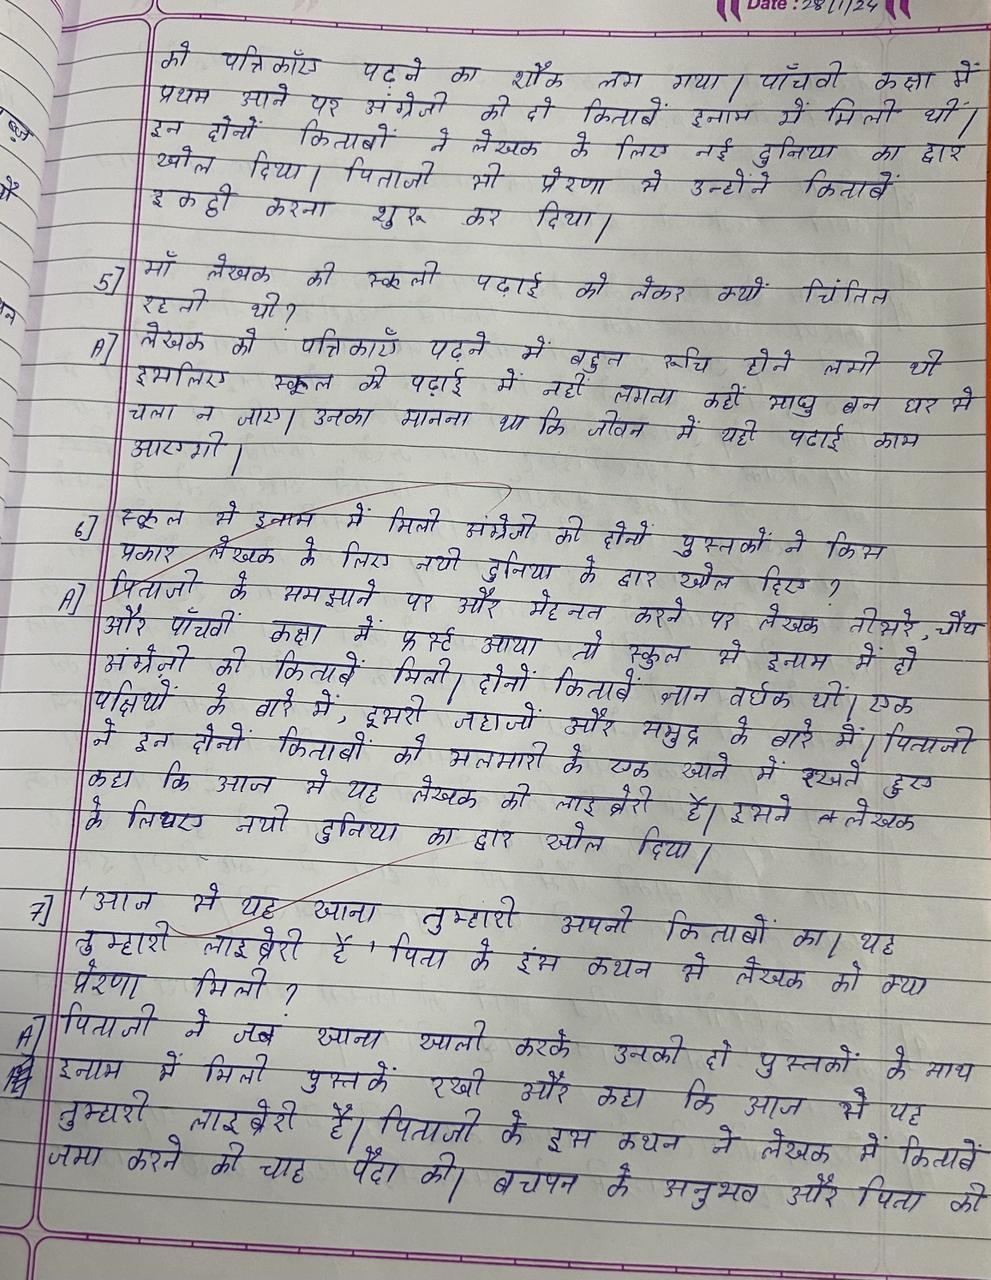 Date : 28/1/24
को पत्रिकाँए पढ़ने का शौक लग गया। पाँचवी कक्षा में
प्रथम आने पर अंग्रेजी की दो किताबें इनाम में मिली थीं।
इन दोनों किताबों ने लेखक के लिए नई दुनिया का द्वार
खोल दिया। पिताजी की प्रेरणा से उन्होंने किताबें
इकट्ठी करना शुरू कर दिया।
5] माँ लेखक की स्कूली पढ़ाई को लेकर क्यों चिंतित
रहती थी?
A] लेखक को पत्रिकाएँ पढ़ने में बहुत रूचि होने लगी थी
इसलिए स्कूल की पढ़ाई में नहीं लगता कहीं साधु बन घर से
चला न जाए। उनका मानना था कि जीवन में यही पढाई काम
आएगी।
6] स्कूल से इनाम में मिली अंग्रेजी की दोनों पुस्तकों ने किस
प्रकार लेखक के लिए नयी दुनिया के द्वार खोल दिए?
A] पिताजी के समझाने पर और मेहनत करने पर लेखक तीसरे, चौथे
और पाँचवीं कक्षा में फ़र्स्ट आया तो स्कूल से इनाम में दो
अंग्रेजी की किताबें मिली। दोनों किताबें ज्ञान वर्धक थीं। एक
पक्षियों के बारे में, दूसरी जहाजों और समुद्र के बारे में। पिताजी
ने इन दोनों किताबों को अलमारी के एक खाने में रखते हुए
कहा कि आज से यह लेखक की लाइब्रेरी है। इसने लेखक
के लिए नयी दुनिया का द्वार खोल दिया।
7] 'आज से यह खाना तुम्हारी अपनी किताबों का। यह
तुम्हारी लाइब्रेरी है' पिता के इंस कथन से लेखक को क्या
प्रेरणा मिली?
A] पिताजी ने जब खाना खाली करके उनकी दो पुस्तकों के साथ
इनाम में मिली पुस्तकें रखी और कहा कि आज से यह
तुम्हारी लाइब्रेरी है। पिताजी के इस कथन ने लेखक में किताबें
जमा करने की चाह पैदा की। बचपन के अनुभव और पिता की